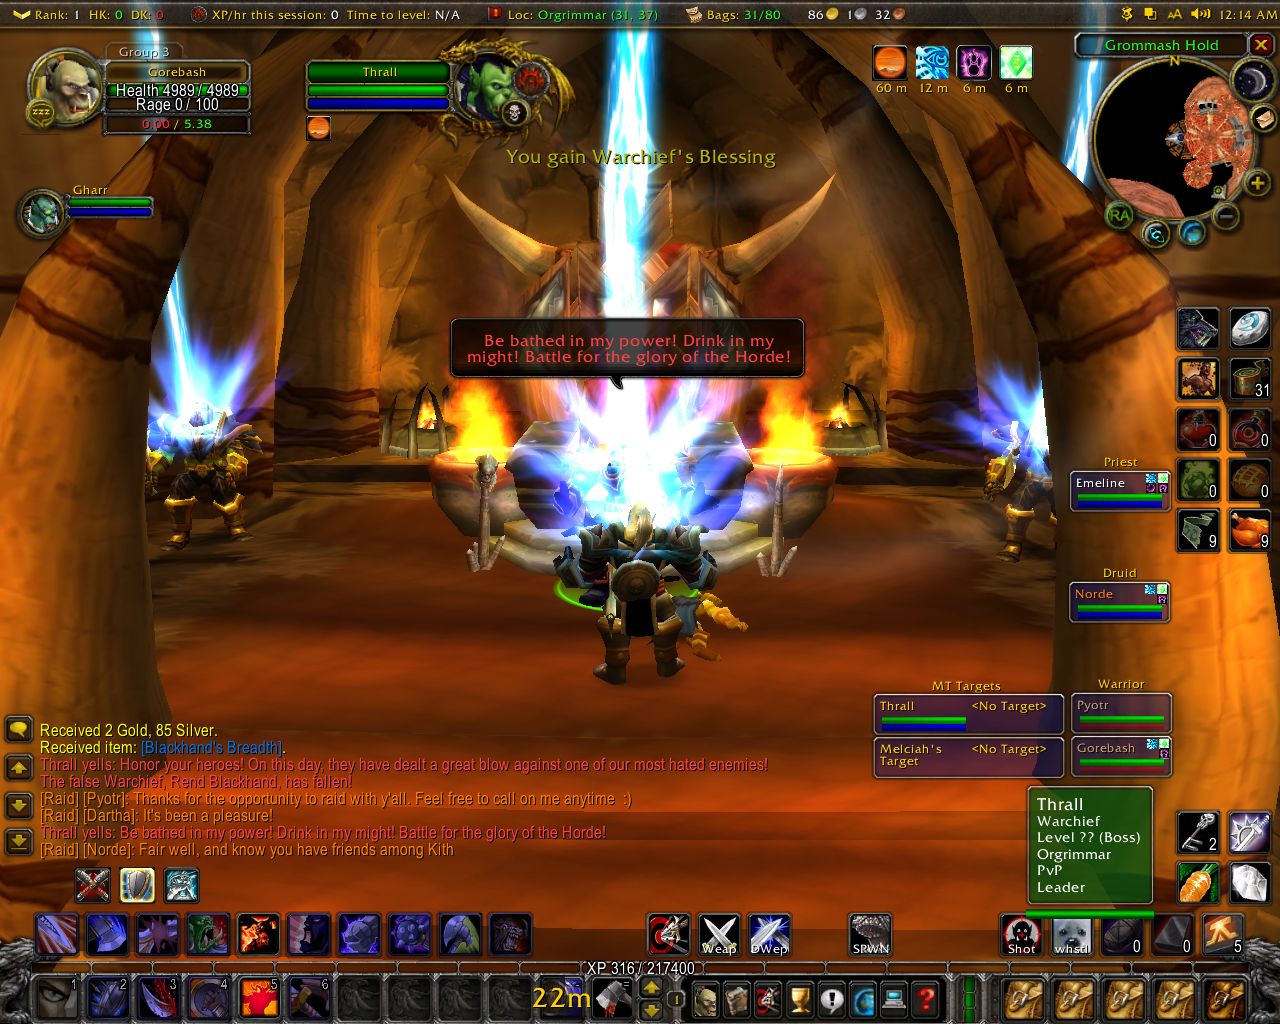 Rank: 1 HK: 0 DK: 0 XP/hr this session: 0 Time to level: N/A Loc: Orgrimmar (31, 37) Bags: 31/80 86 1 32 12:14 AM
Group 3
Gorebash
Health 4989 / 4989
Rage 0 / 100
0.00 / 5.38
zzz
Thrall
60 m 12 m 6 m 6 m
Grommash Hold
N
RA
You gain Warchief's Blessing
Gharr
Be bathed in my power! Drink in my
might! Battle for the glory of the Horde!
31
0 0
0 0
9 9
Priest
Emeline
Druid
Norde
MT Targets
Thrall <No Target>
Melciah's <No Target>
Target
Warrior
Pyotr
Gorebash
Received 2 Gold, 85 Silver.
Received item: [Blackhand's Breadth].
Thrall yells: Honor your heroes! On this day, they have dealt a great blow against one of our most hated enemies!
The false Warchief, Rend Blackhand, has fallen!
[Raid] [Pyotr]: Thanks for the opportunity to raid with y'all. Feel free to call on me anytime :)
[Raid] [Dartha]: It's been a pleasure!
Thrall yells: Be bathed in my power! Drink in my might! Battle for the glory of the Horde!
[Raid] [Norde]: Fair well, and know you have friends among Kith
Thrall
Warchief
Level ?? (Boss)
Orgrimmar
PvP
Leader
2
Weap DWep SRWN Shot whstl 0 0 5
XP 316 / 217400
1 2 3 4 5 6 22m = 1